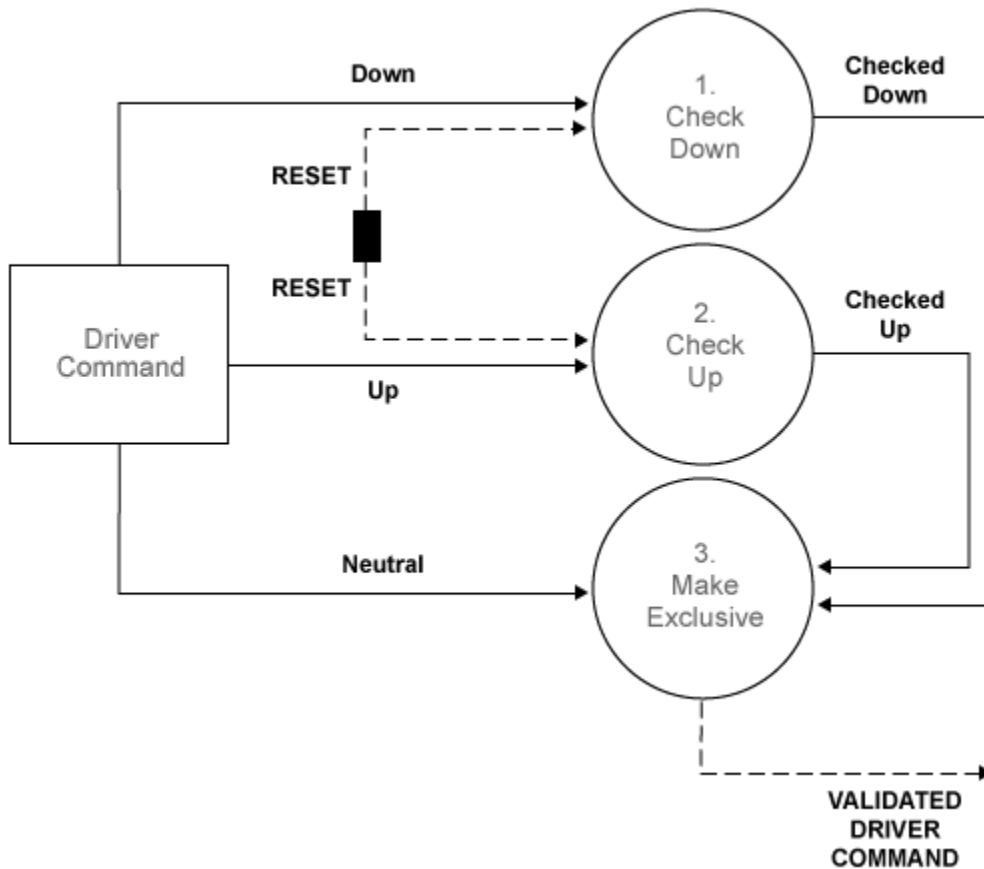 Down
Checked
Down
1.
Check
Down
RESET
RESET
Driver
Command
Up
2.
Check
Up
Checked
Up
Neutral
3.
Make
Exclusive
VALIDATED
DRIVER
COMMAND